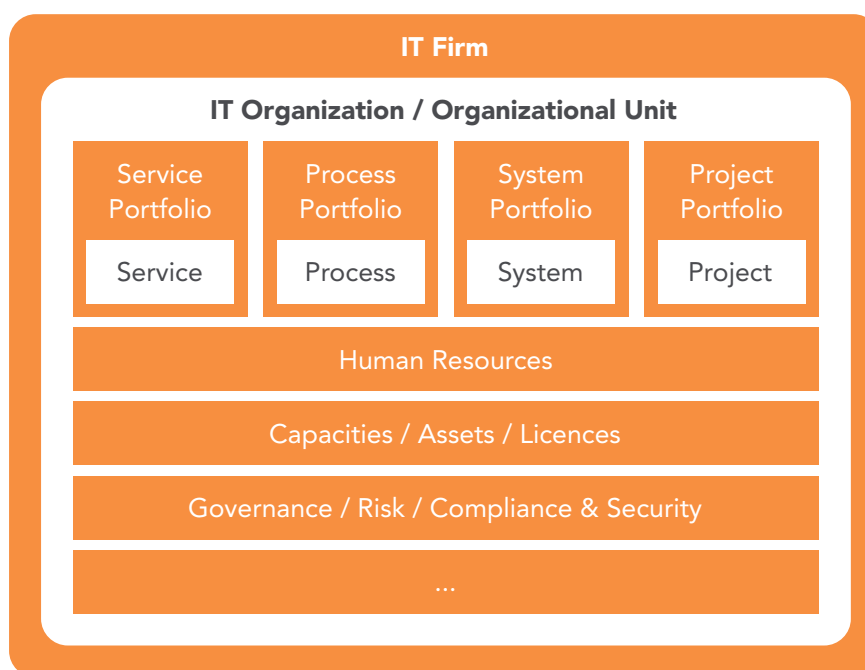 IT Firm
IT Organization / Organizational Unit
Service
Portfolio
Service
Process
Portfolio
Process
System
Portfolio
System
Project
Portfolio
Project
Human Resources
Capacities / Assets / Licences
Governance / Risk / Compliance & Security
...